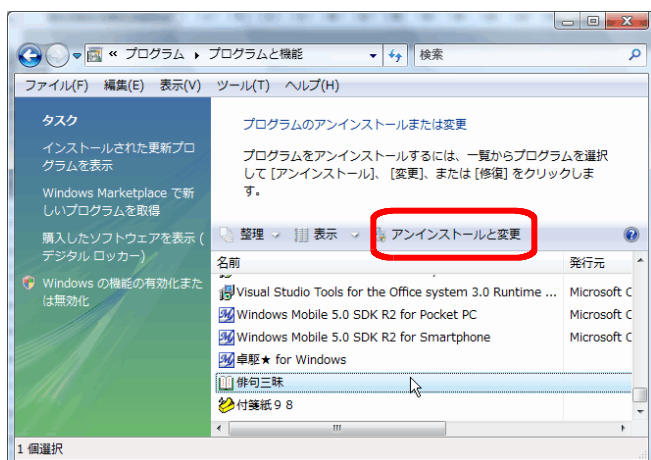 « プログラム ▸ プログラムと機能
検索
ファイル(F) 編集(E) 表示(V) ツール(T) ヘルプ(H)
タスク
インストールされた更新プロ
グラムを表示
Windows Marketplace で新
しいプログラムを取得
購入したソフトウェアを表示 (
デジタル ロッカー)
Windows の機能の有効化また
は無効化
プログラムのアンインストールまたは変更
プログラムをアンインストールするには、一覧からプログラムを選択
して [アンインストール]、[変更]、または [修復] をクリックしま
す。
整理 表示 アンインストールと変更
名前 発行元
Visual Studio Tools for the Office system 3.0 Runtime ... Microsoft C
Windows Mobile 5.0 SDK R2 for Pocket PC Microsoft C
Windows Mobile 5.0 SDK R2 for Smartphone Microsoft C
卓駆★ for Windows
俳句三昧
付箋紙９８
1 個選択